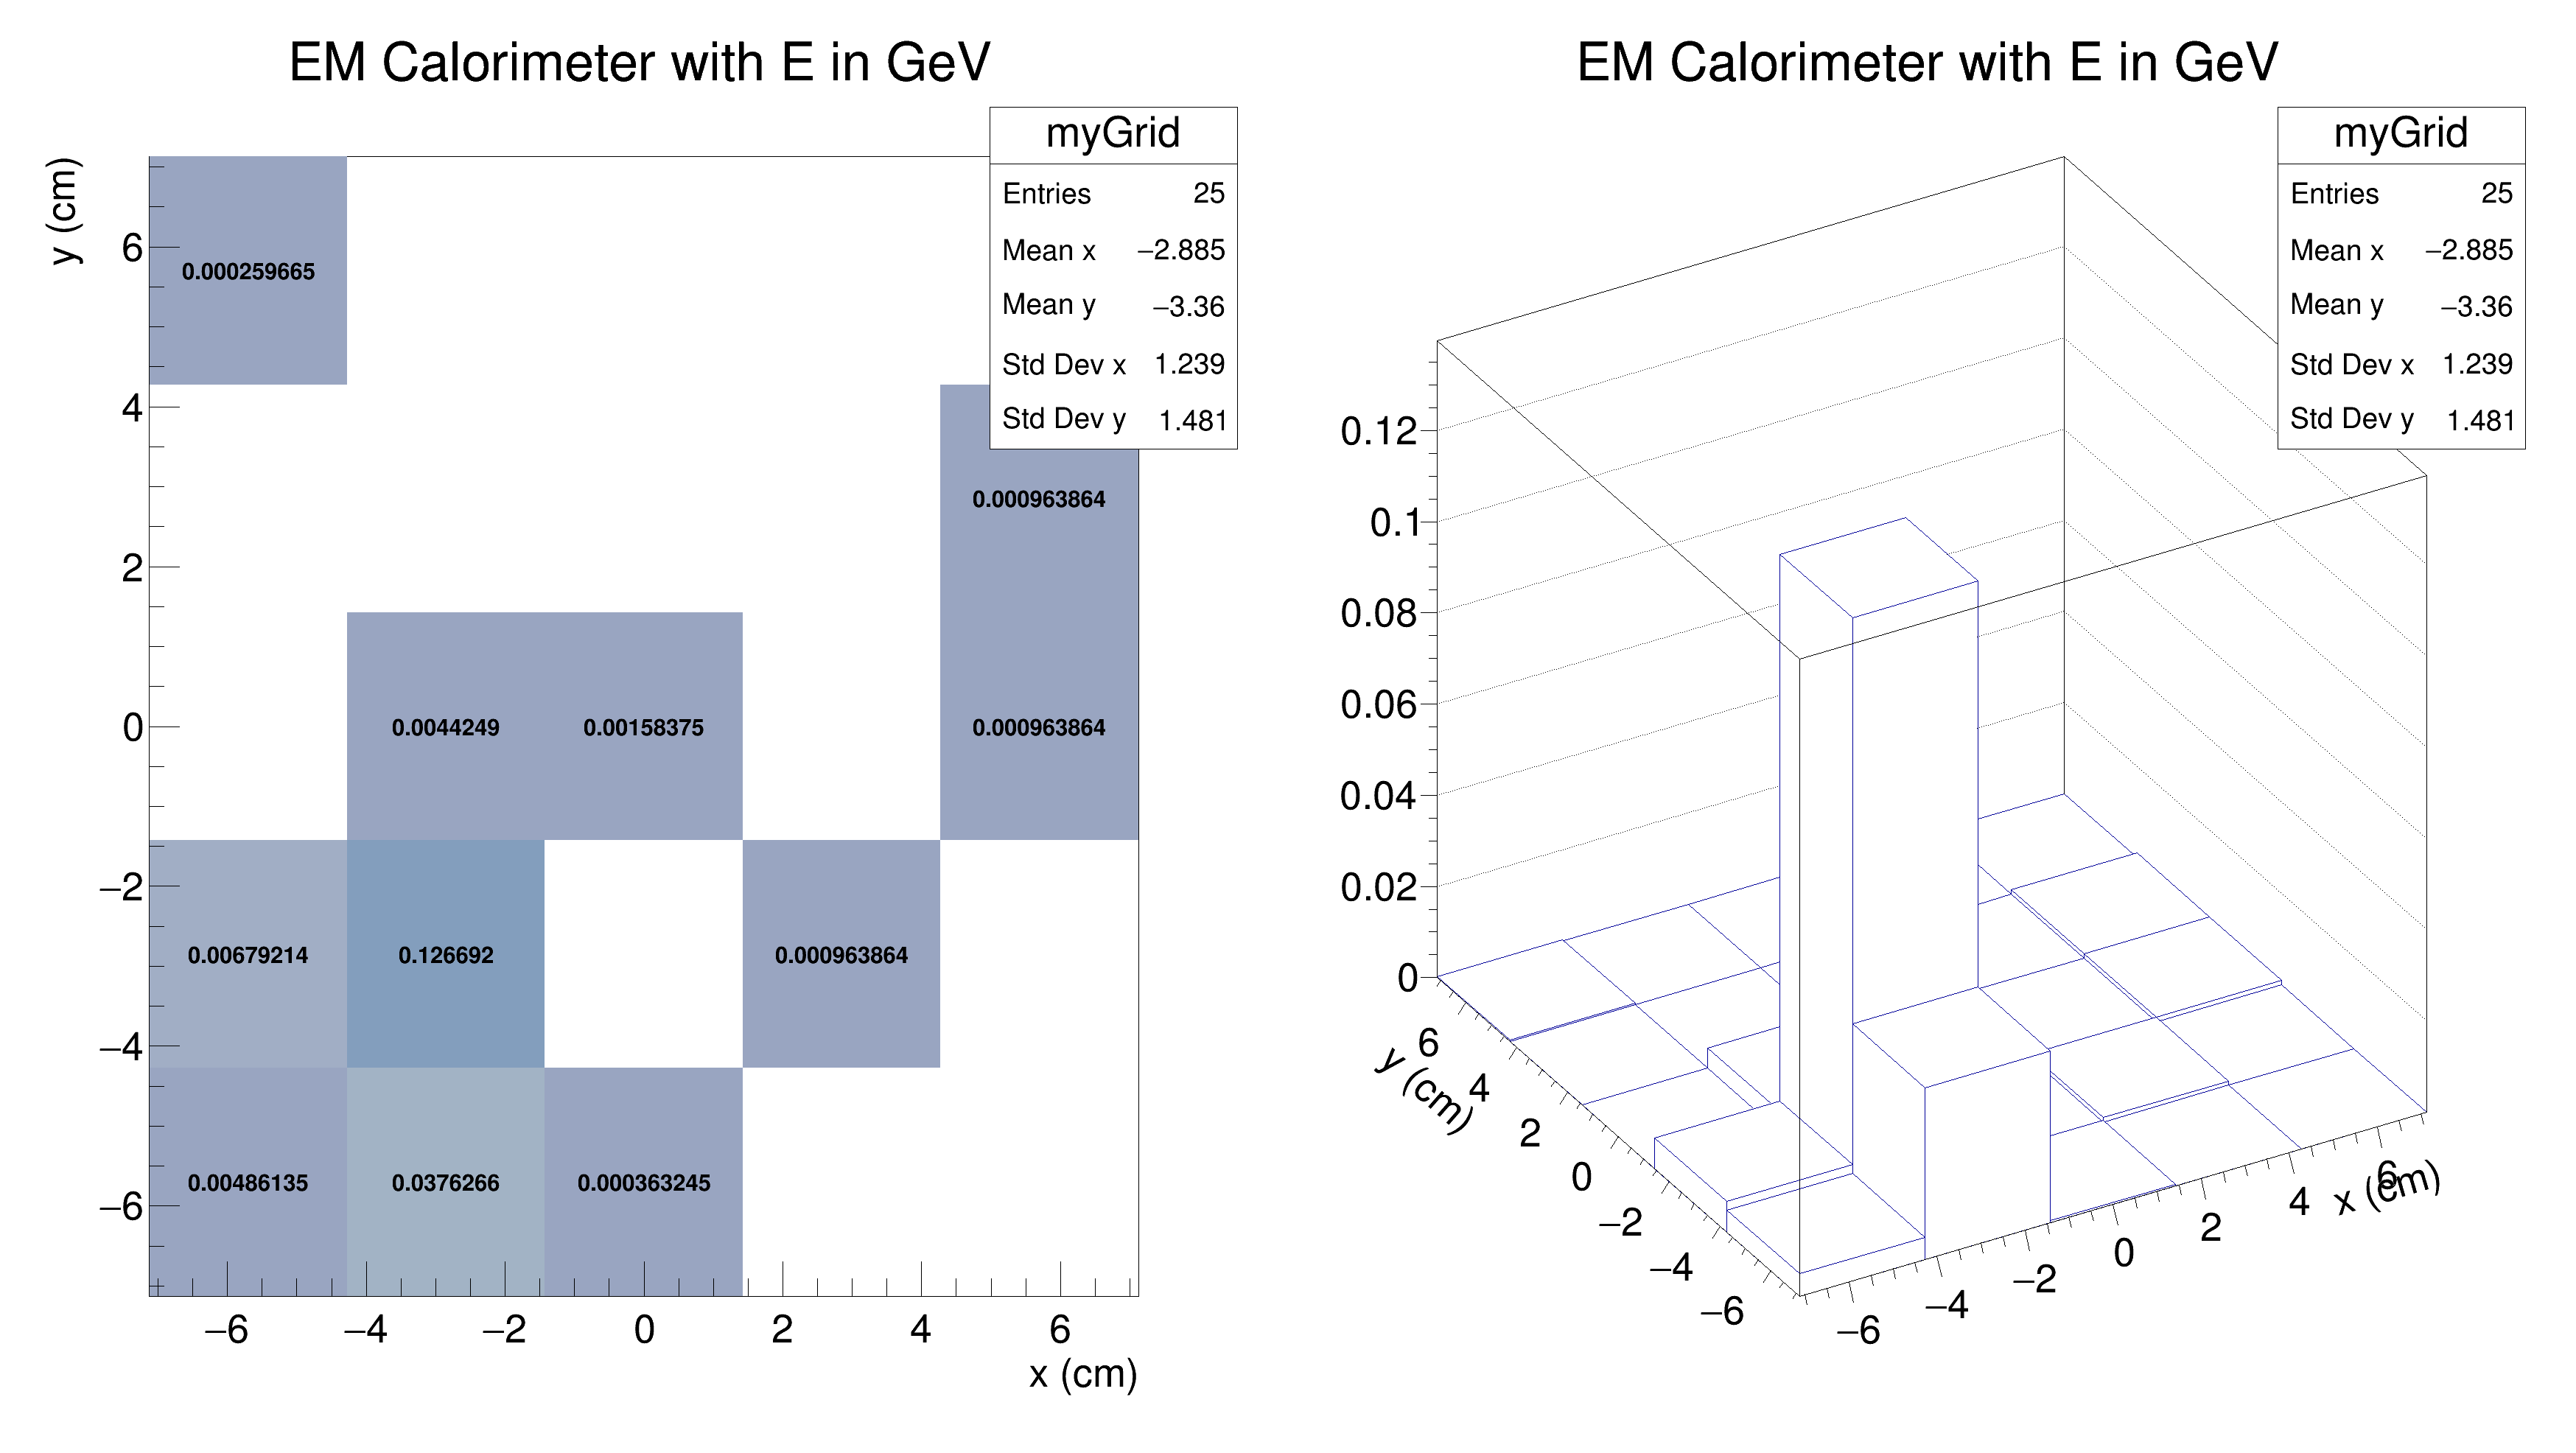 EM Calorimeter with E in GeV
myGrid
Entries 25
Mean x −2.885
Mean y −3.36
Std Dev x 1.239
Std Dev y 1.481
y (cm)
6
4
2
0
−2
−4
−6
0.000259665
0.000963864
0.0044249 0.00158375 0.000963864
0.00679214 0.126692 0.000963864
0.00486135 0.0376266 0.000363245
−6 −4 −2 0 2 4 6
x (cm)
EM Calorimeter with E in GeV
myGrid
Entries 25
Mean x −2.885
Mean y −3.36
Std Dev x 1.239
Std Dev y 1.481
0.12
0.1
0.08
0.06
0.04
0.02
0
y (cm)
6
4
2
0
−2
−4
−6
−6
−4
−2
0
2
4
6
x (cm)